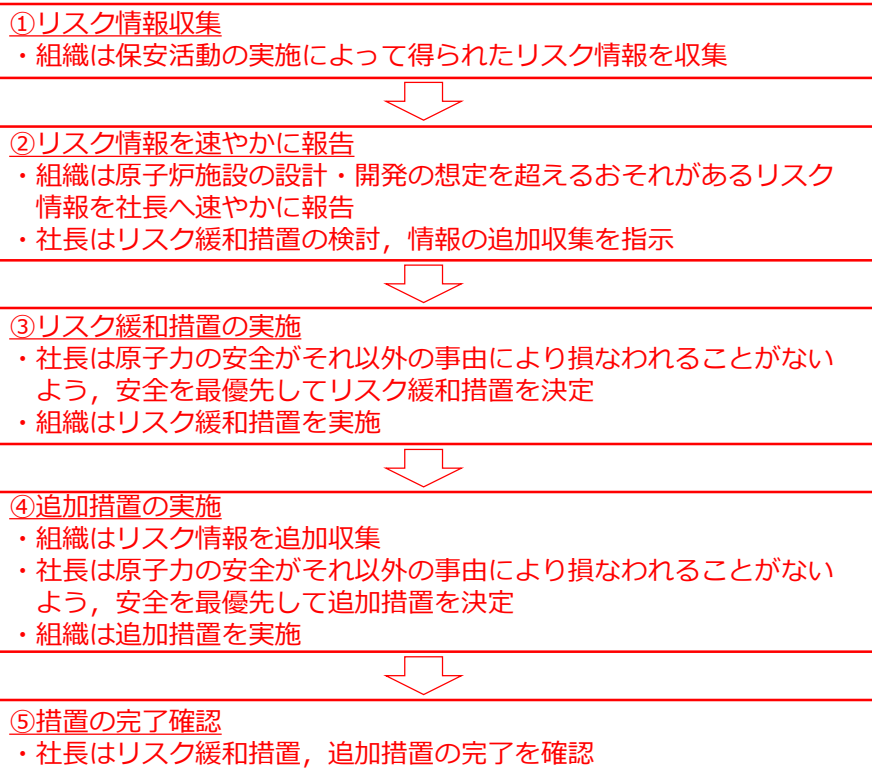 ①リスク情報収集
・組織は保安活動の実施によって得られたリスク情報を収集
②リスク情報を速やかに報告
・組織は原子炉施設の設計・開発の想定を超えるおそれがあるリスク
情報を社長へ速やかに報告
・社長はリスク緩和措置の検討，情報の追加収集を指示
③リスク緩和措置の実施
・社長は原子力の安全がそれ以外の事由により損なわれることがない
よう，安全を最優先してリスク緩和措置を決定
・組織はリスク緩和措置を実施
④追加措置の実施
・組織はリスク情報を追加収集
・社長は原子力の安全がそれ以外の事由により損なわれることがない
よう，安全を最優先して追加措置を決定
・組織は追加措置を実施
⑤措置の完了確認
・社長はリスク緩和措置，追加措置の完了を確認